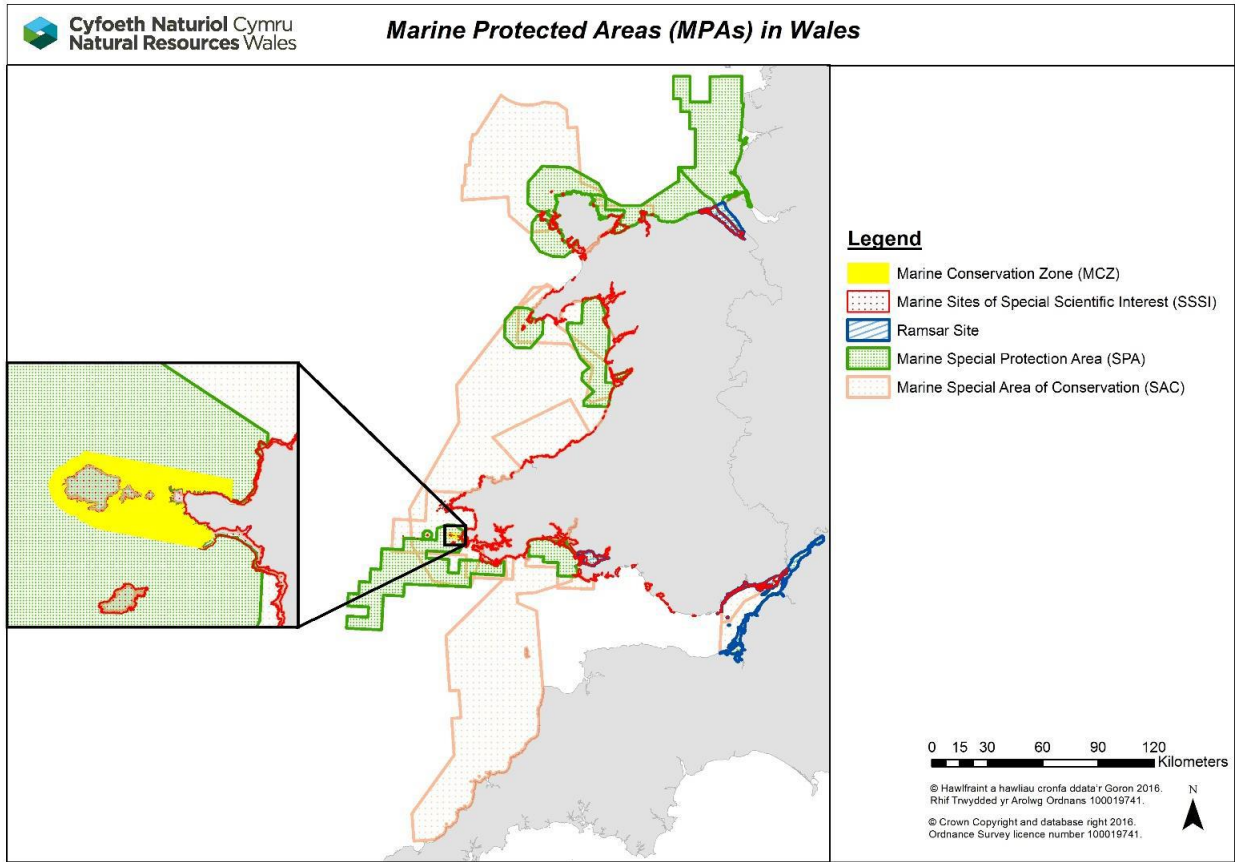 Cyfoeth Naturiol Cymru
Natural Resources Wales
Marine Protected Areas (MPAs) in Wales
Legend
Marine Conservation Zone (MCZ)
Marine Sites of Special Scientific Interest (SSSI)
Ramsar Site
Marine Special Protection Area (SPA)
Marine Special Area of Conservation (SAC)
0 15 30 60 90 120
Kilometers
© Hawlfraint a hawliau cronfa ddata'r Goron 2016.
Rhif Trwydded yr Arolwg Ordnans 100019741.
© Crown Copyright and database right 2016.
Ordnance Survey licence number 100019741.
N